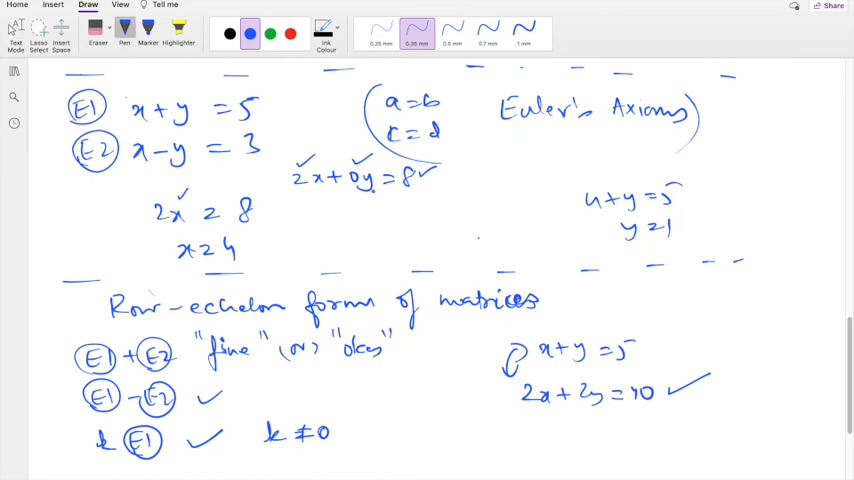 Insert Draw View Tell me Share
Text Mode Lasso Select Insert Space Eraser Pen Marker Highlighter Ink Colour 0.25 mm 0.35 mm 0.5 mm 0.7 mm 1 mm
E1 x+y = 5
a=b
c=d
Euler's Axioms
E2 x-y = 3
2x+0y=8
2x = 8
x=4
4+y=5
y=1
Row-echelon forms of matrices
E1+E2 "fine" (or) "okay"
x+y=5
E1-E2 ✓
2x+2y=10 ✓
k E1 ✓ k≠0